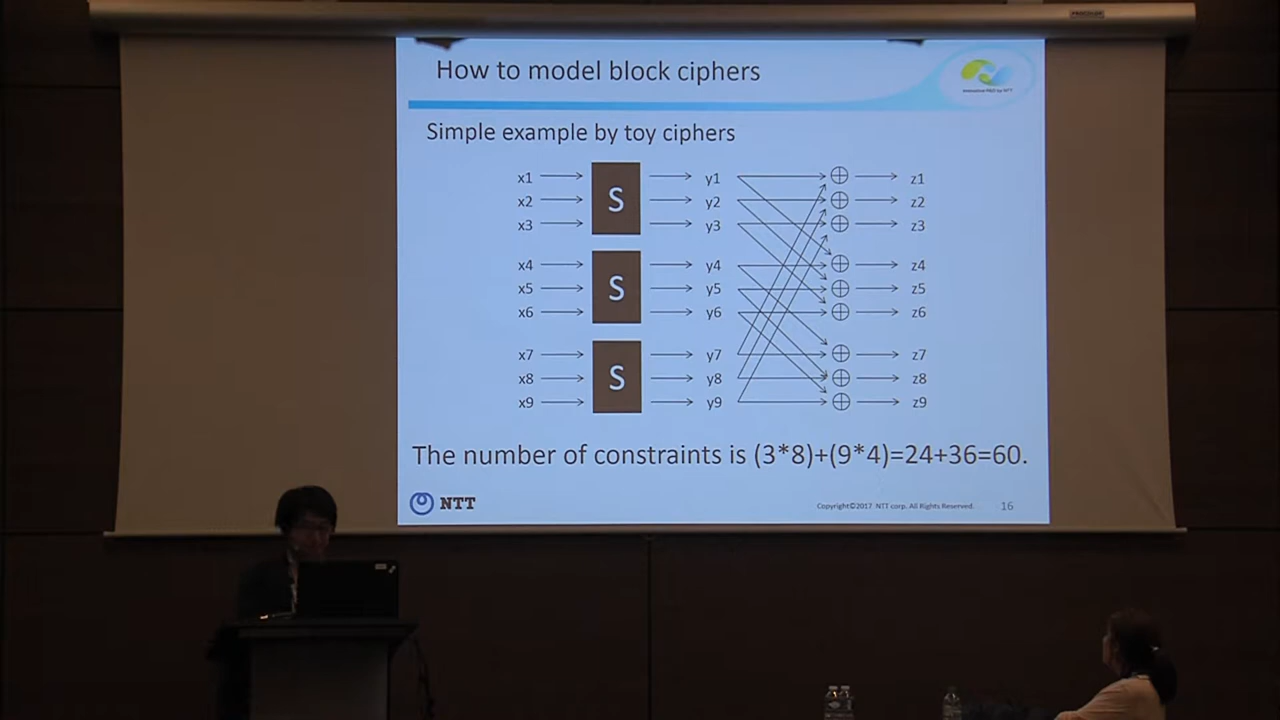 How to model block ciphers
Innovative R&D by NTT
Simple example by toy ciphers
x1 y1 ⊕ z1
x2 S y2 ⊕ z2
x3 y3 ⊕ z3
x4 y4 ⊕ z4
x5 S y5 ⊕ z5
x6 y6 ⊕ z6
x7 y7 ⊕ z7
x8 S y8 ⊕ z8
x9 y9 ⊕ z9
The number of constraints is (3*8)+(9*4)=24+36=60.
NTT
Copyright©2017 NTT corp. All Rights Reserved.
16